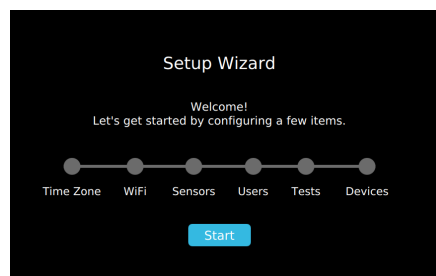 Setup Wizard
Welcome!
Let's get started by configuring a few items.
Time Zone WiFi Sensors Users Tests Devices
Start